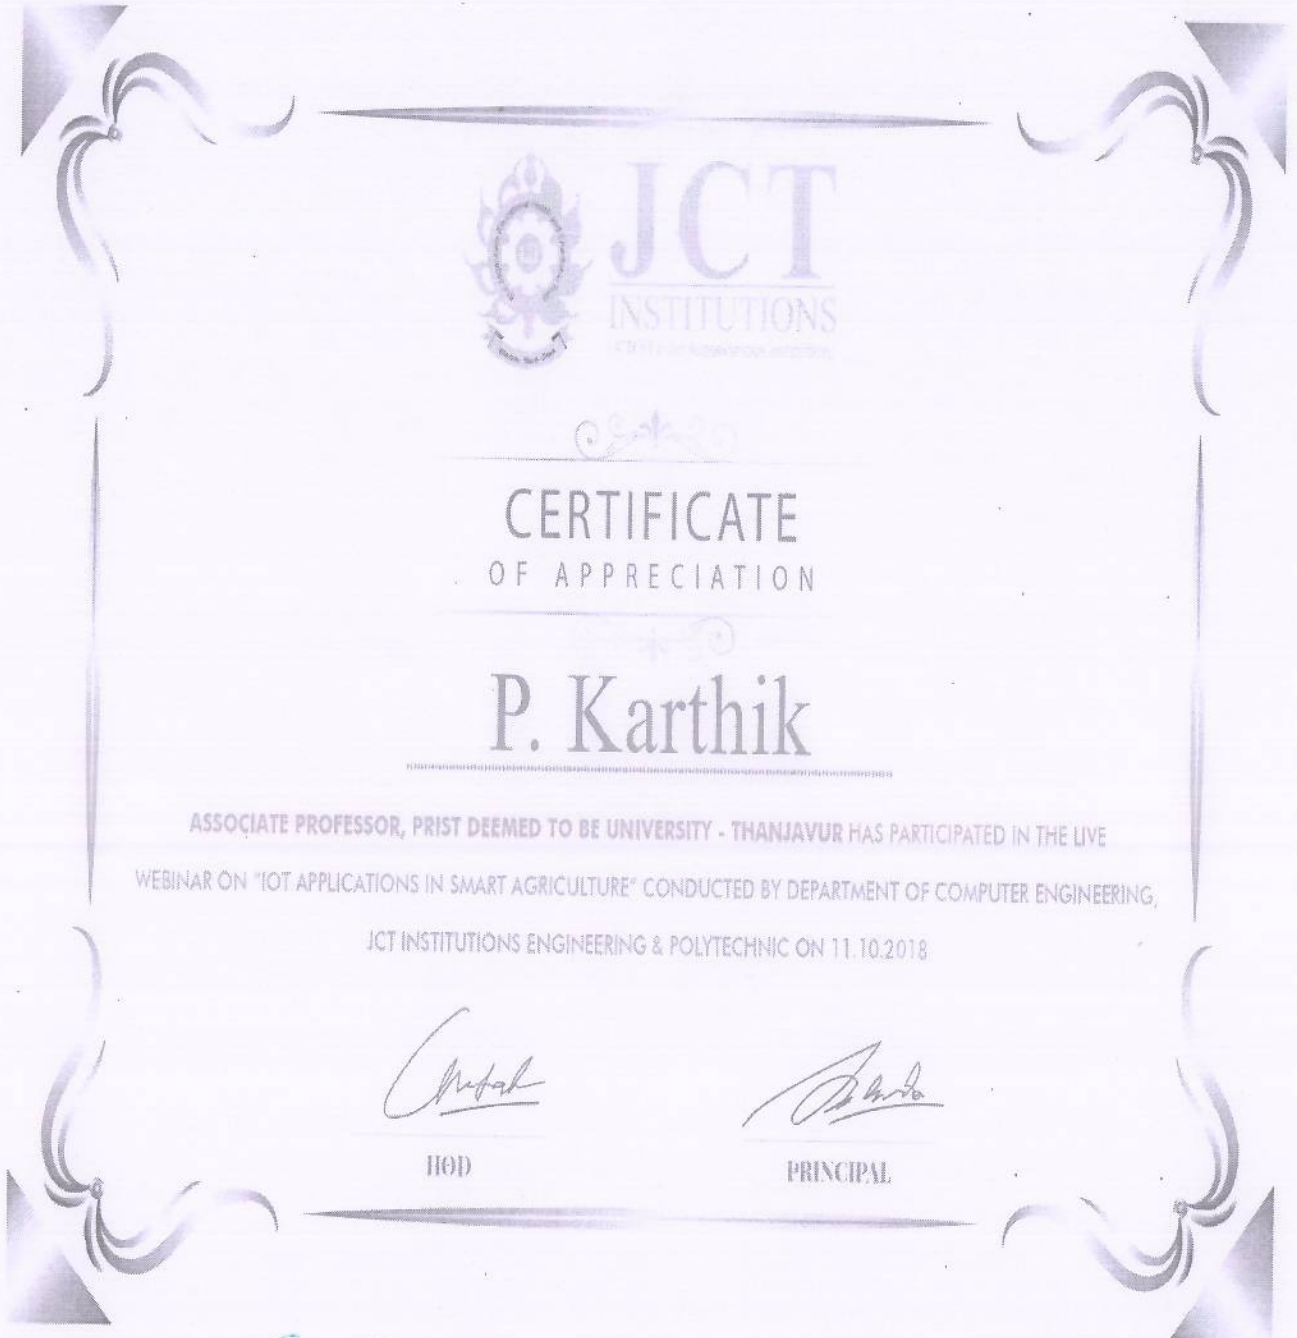 JCT
INSTITUTIONS
CERTIFICATE
OF APPRECIATION
P. Karthik
ASSOCIATE PROFESSOR, PRIST DEEMED TO BE UNIVERSITY - THANJAVUR HAS PARTICIPATED IN THE LIVE
WEBINAR ON "IOT APPLICATIONS IN SMART AGRICULTURE" CONDUCTED BY DEPARTMENT OF COMPUTER ENGINEERING,
JCT INSTITUTIONS ENGINEERING & POLYTECHNIC ON 11.10.2018
HOD
PRINCIPAL